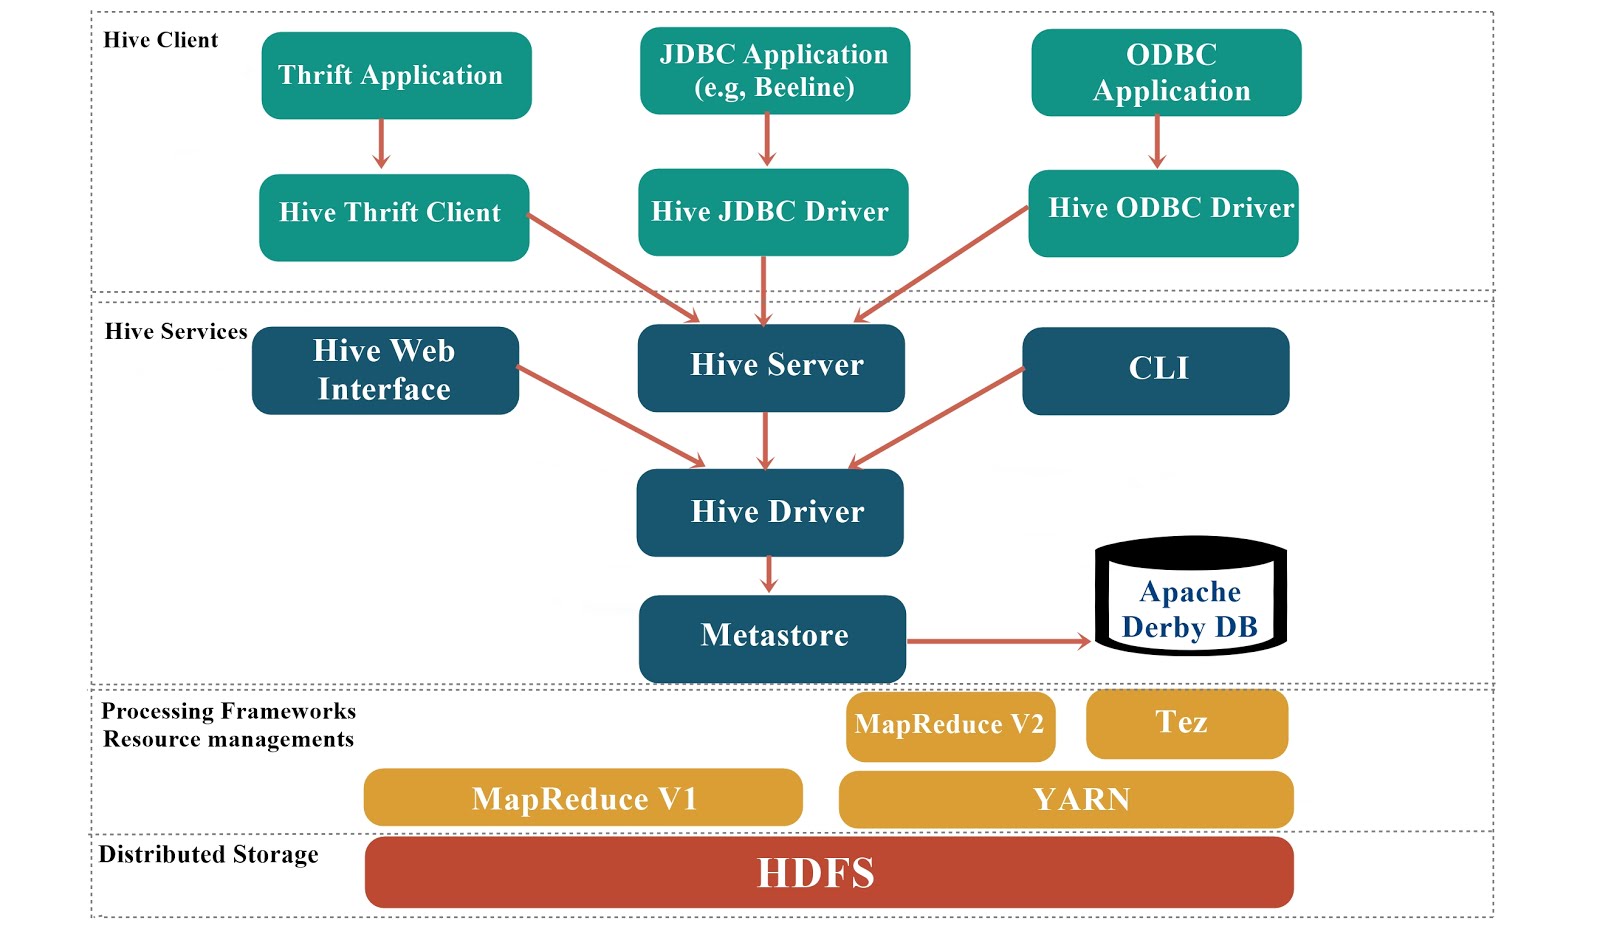 Hive Client
Thrift Application
JDBC Application
(e.g, Beeline)
ODBC
Application
Hive Thrift Client
Hive JDBC Driver
Hive ODBC Driver
Hive Services
Hive Web
Interface
Hive Server
CLI
Hive Driver
Apache
Derby DB
Metastore
Processing Frameworks
Resource managements
MapReduce V2
Tez
MapReduce V1
YARN
Distributed Storage
HDFS